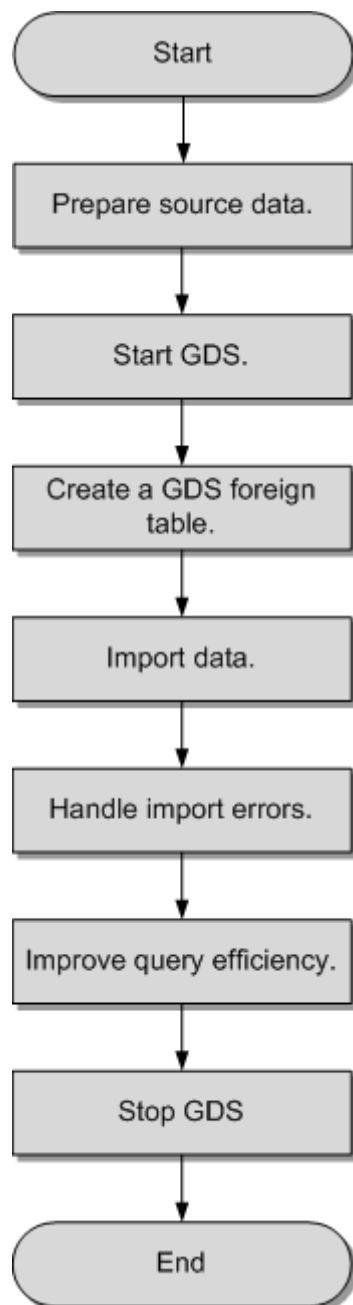 Start
Prepare source data.
Start GDS.
Create a GDS foreign
table.
Import data.
Handle import errors.
Improve query efficiency.
Stop GDS
End